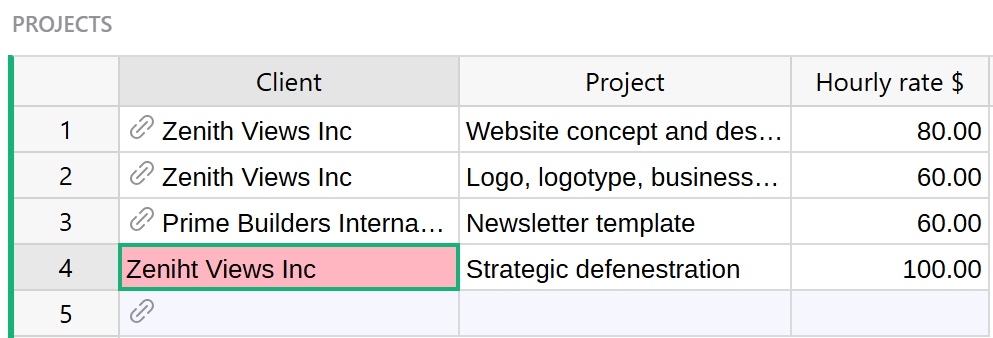 PROJECTS
Client Project Hourly rate $
1 Zenith Views Inc Website concept and des… 80.00
2 Zenith Views Inc Logo, logotype, business… 60.00
3 Prime Builders Interna… Newsletter template 60.00
4 Zeniht Views Inc Strategic defenestration 100.00
5